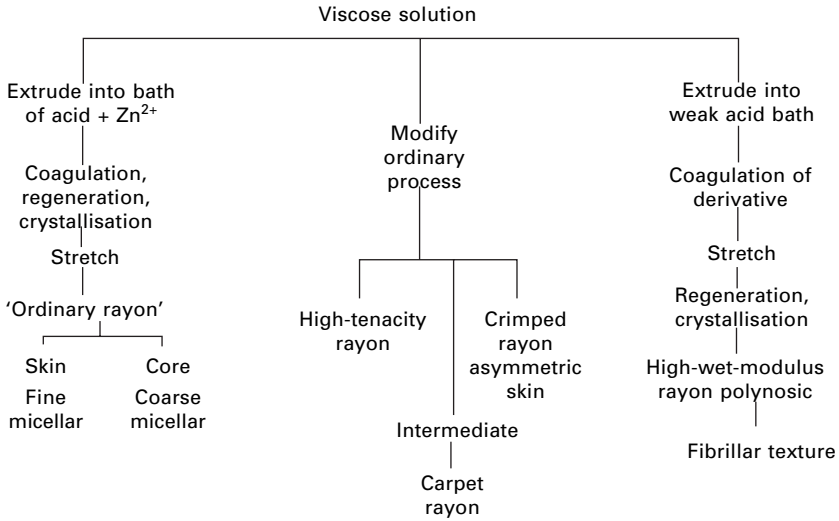 Viscose solution
Extrude into bath
of acid + Zn²⁺
Coagulation,
regeneration,
crystallisation
Stretch
‘Ordinary rayon’
Skin
Fine
micellar
Core
Coarse
micellar
Modify
ordinary
process
High-tenacity
rayon
Intermediate
Carpet
rayon
Crimped
rayon
asymmetric
skin
Extrude into
weak acid bath
Coagulation of
derivative
Stretch
Regeneration,
crystallisation
High-wet-modulus
rayon polynosic
Fibrillar texture